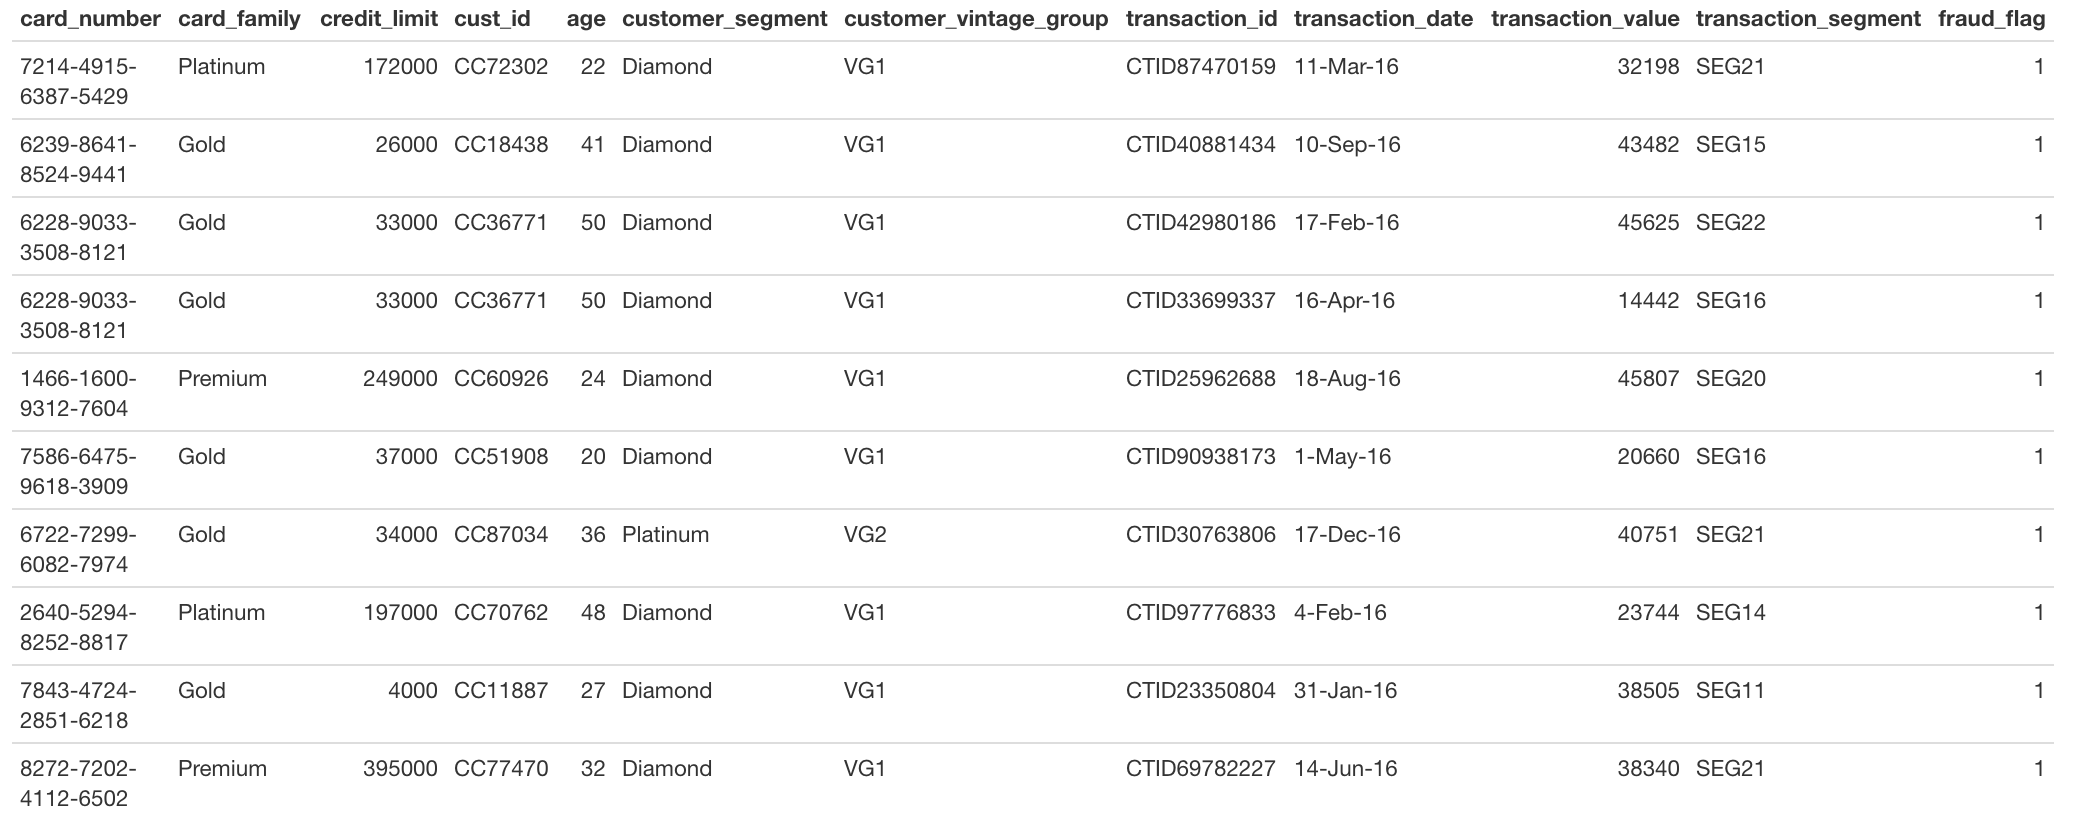 card_number card_family credit_limit cust_id age customer_segment customer_vintage_group transaction_id transaction_date transaction_value transaction_segment fraud_flag
7214-4915- Platinum 172000 CC72302 22 Diamond VG1 CTID87470159 11-Mar-16 32198 SEG21 1
6387-5429
6239-8641- Gold 26000 CC18438 41 Diamond VG1 CTID40881434 10-Sep-16 43482 SEG15 1
8524-9441
6228-9033- Gold 33000 CC36771 50 Diamond VG1 CTID42980186 17-Feb-16 45625 SEG22 1
3508-8121
6228-9033- Gold 33000 CC36771 50 Diamond VG1 CTID33699337 16-Apr-16 14442 SEG16 1
3508-8121
1466-1600- Premium 249000 CC60926 24 Diamond VG1 CTID25962688 18-Aug-16 45807 SEG20 1
9312-7604
7586-6475- Gold 37000 CC51908 20 Diamond VG1 CTID90938173 1-May-16 20660 SEG16 1
9618-3909
6722-7299- Gold 34000 CC87034 36 Platinum VG2 CTID30763806 17-Dec-16 40751 SEG21 1
6082-7974
2640-5294- Platinum 197000 CC70762 48 Diamond VG1 CTID97776833 4-Feb-16 23744 SEG14 1
8252-8817
7843-4724- Gold 4000 CC11887 27 Diamond VG1 CTID23350804 31-Jan-16 38505 SEG11 1
2851-6218
8272-7202- Premium 395000 CC77470 32 Diamond VG1 CTID69782227 14-Jun-16 38340 SEG21 1
4112-6502